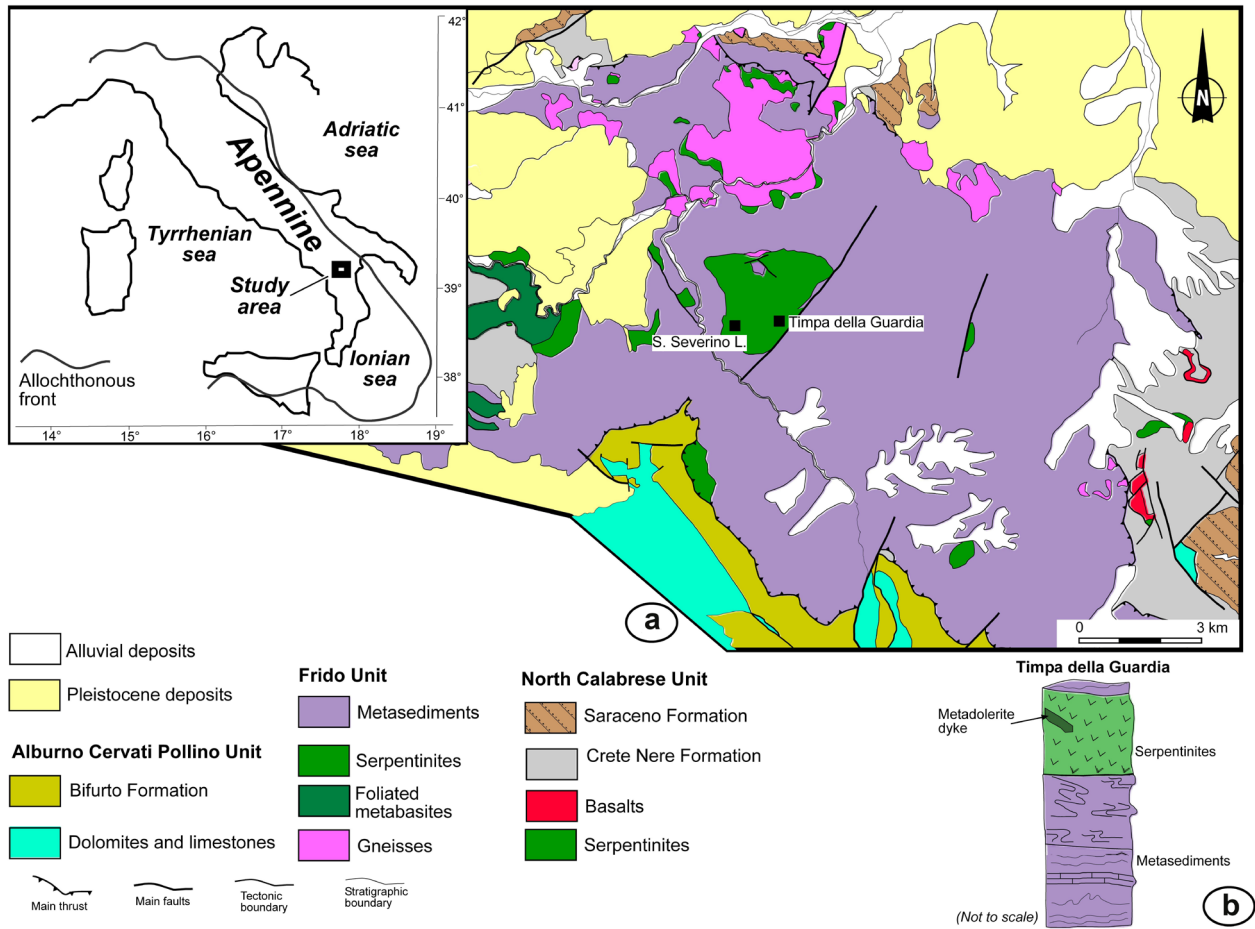 42°
41°
40°
39°
38°
14°
15°
16°
17°
18°
19°
Adriatic
sea
Apennine
Tyrrhenian
sea
Study
area
Ionian
sea
Allochthonous
front
N
Timpa della Guardia
S. Severino L.
a
0
3 km
Alluvial deposits
Pleistocene deposits
Alburno Cervati Pollino Unit
Bifurto Formation
Dolomites and limestones
Main thrust
Main faults
Tectonic
boundary
Stratigraphic
boundary
Frido Unit
Metasediments
Serpentinites
Foliated
metabasites
Gneisses
North Calabrese Unit
Saraceno Formation
Crete Nere Formation
Basalts
Serpentinites
Timpa della Guardia
Metadolerite
dyke
Serpentinites
Metasediments
(Not to scale)
b